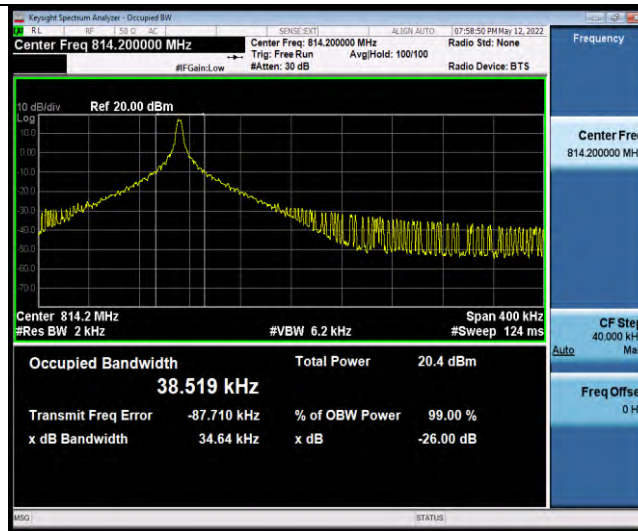 Keysight Spectrum Analyzer - Occupied BW
RL RF 50 Ω AC SENSE:EXT ALIGN AUTO 07:58:50 PM May 12, 2022
Center Freq 814.200000 MHz
Center Freq: 814.200000 MHz Radio Std: None
Trig: Free Run Avg|Hold: 100/100
#IFGain:Low #Atten: 30 dB Radio Device: BTS
Frequency
10 dB/div Ref 20.00 dBm
Log
10.0
0.00
-10.0
-20.0
-30.0
-40.0
-50.0
-60.0
-70.0
Center Fre
814.200000 MH
Center 814.2 MHz Span 400 kHz
#Res BW 2 kHz #VBW 6.2 kHz #Sweep 124 ms
CF Ste
40.000 kH
Auto Ma
Occupied Bandwidth Total Power 20.4 dBm
38.519 kHz
Transmit Freq Error -87.710 kHz % of OBW Power 99.00 %
x dB Bandwidth 34.64 kHz x dB -26.00 dB
Freq Offse
0 H
MSG STATUS